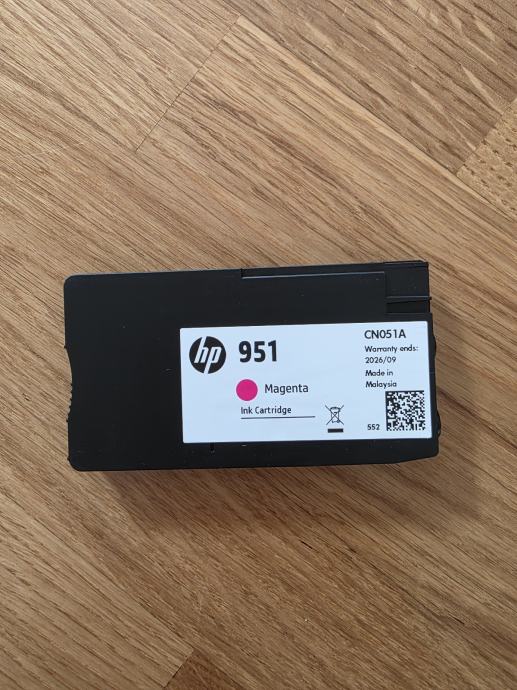 hp 951
Magenta
Ink Cartridge
CN051A
Warranty ends:
2026/09
Made in
Malaysia
552